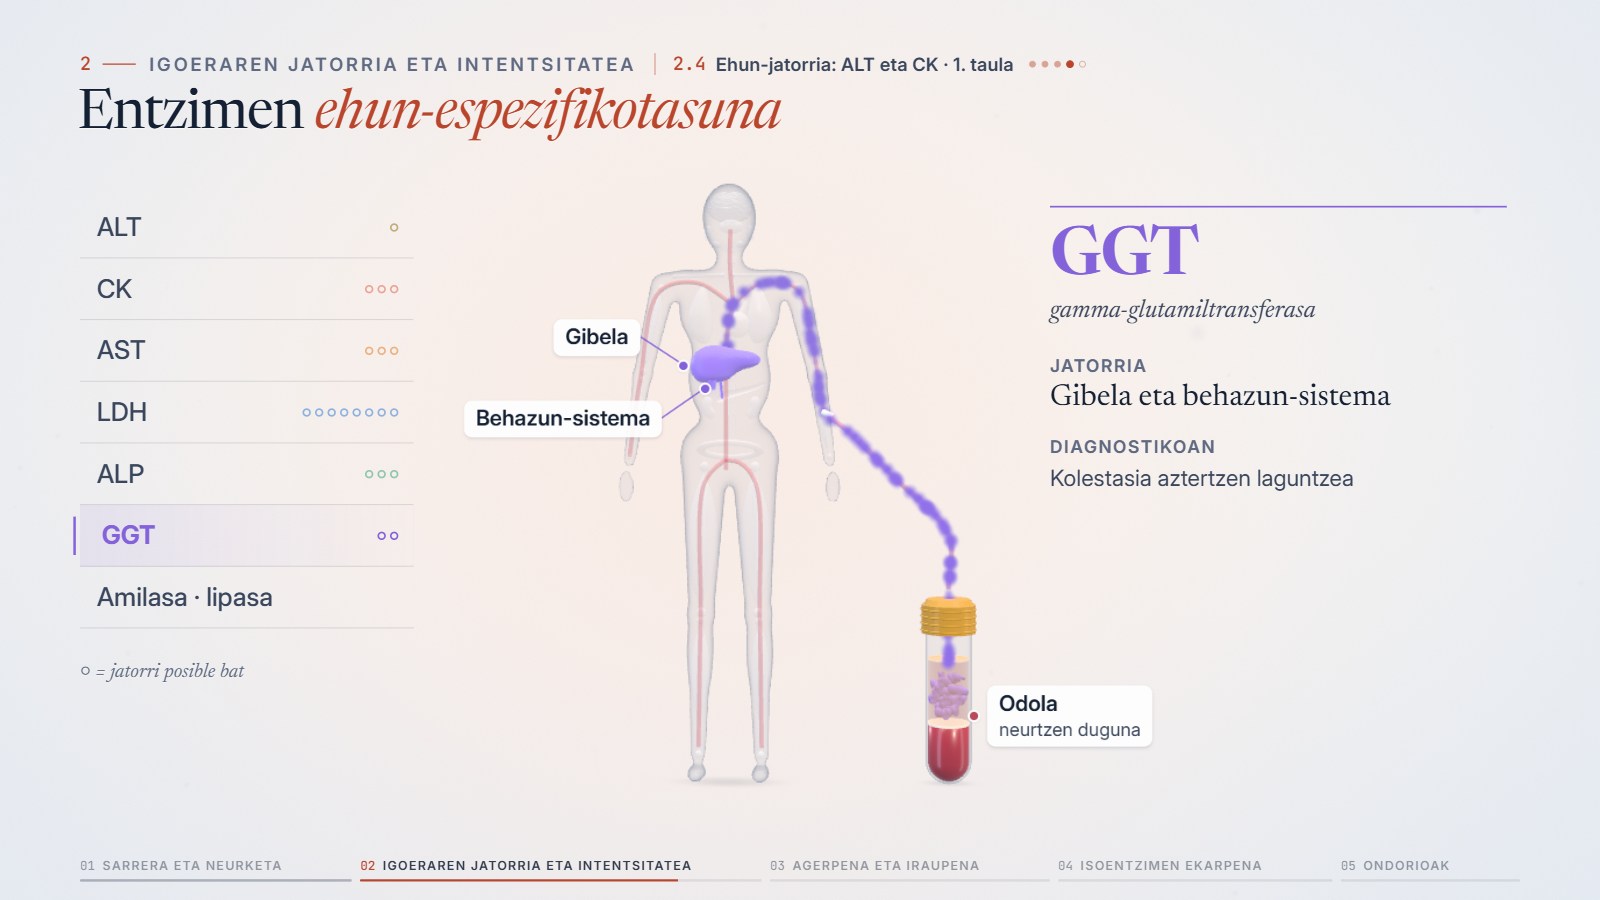 2 — IGOERAREN JATORRIA ETA INTENTSITATEA | 2.4 Ehun-jatorria: ALT eta CK · 1. taula
Entzimen ehun-espezifikotasuna
ALT
CK
AST
LDH
ALP
GGT
Amilasa · lipasa
○ = jatorri posible bat
Gibela
Behazun-sistema
Odola
neurtzen duguna
GGT
gamma-glutamiltransferasa
JATORRIA
Gibela eta behazun-sistema
DIAGNOSTIKOAN
Kolestasia aztertzen laguntzea
01 SARRERA ETA NEURKETA
02 IGOERAREN JATORRIA ETA INTENTSITATEA
03 AGERPENA ETA IRAUPENA
04 ISOENTZIMEN EKARPENA
05 ONDORIOAK